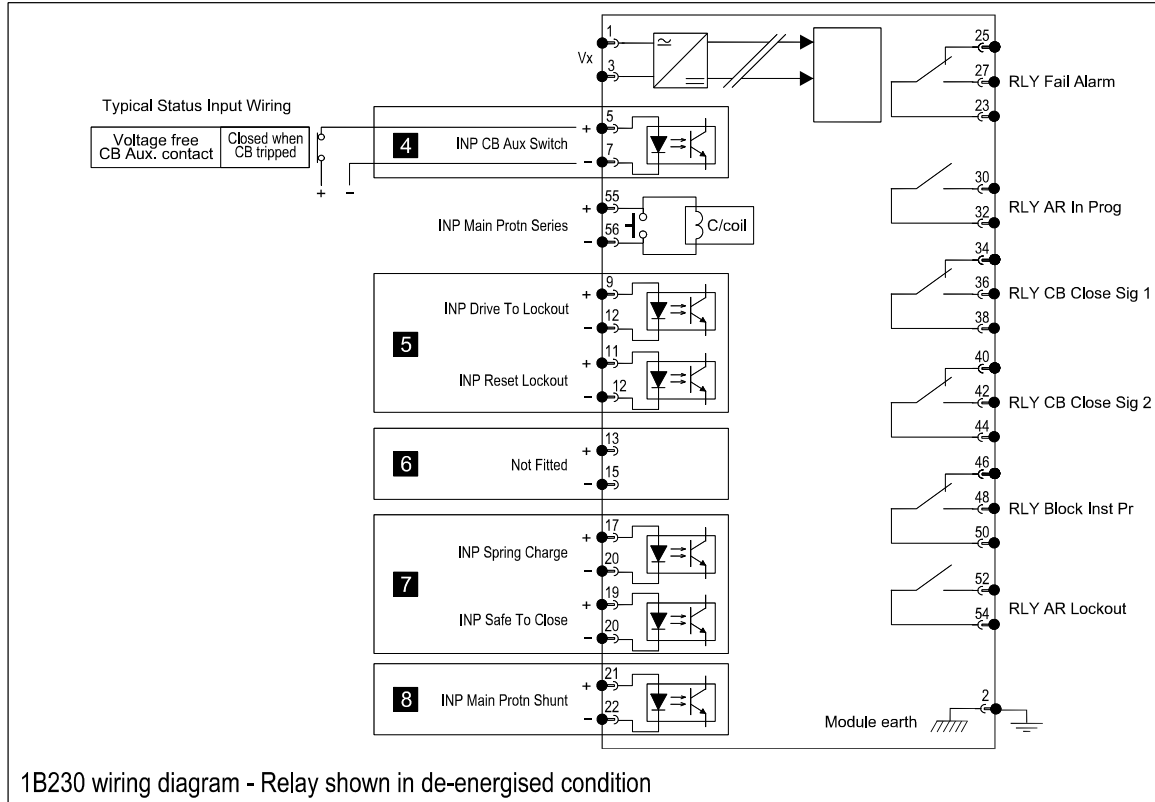 1
Vx
3
25
27
RLY Fail Alarm
23
Typical Status Input Wiring
Voltage free
CB Aux. contact
Closed when
CB tripped
+ −
4
INP CB Aux Switch
+ 5
− 7
30
RLY AR In Prog
32
INP Main Protn Series
+ 55
− 56
C/coil
34
36
RLY CB Close Sig 1
38
5
INP Drive To Lockout
+ 9
− 12
INP Reset Lockout
+ 11
− 12
40
42
RLY CB Close Sig 2
44
6
Not Fitted
+ 13
− 15
46
48
RLY Block Inst Pr
50
7
INP Spring Charge
+ 17
− 20
INP Safe To Close
+ 19
− 20
52
RLY AR Lockout
54
8
INP Main Protn Shunt
+ 21
− 22
Module earth
2
1B230 wiring diagram - Relay shown in de-energised condition